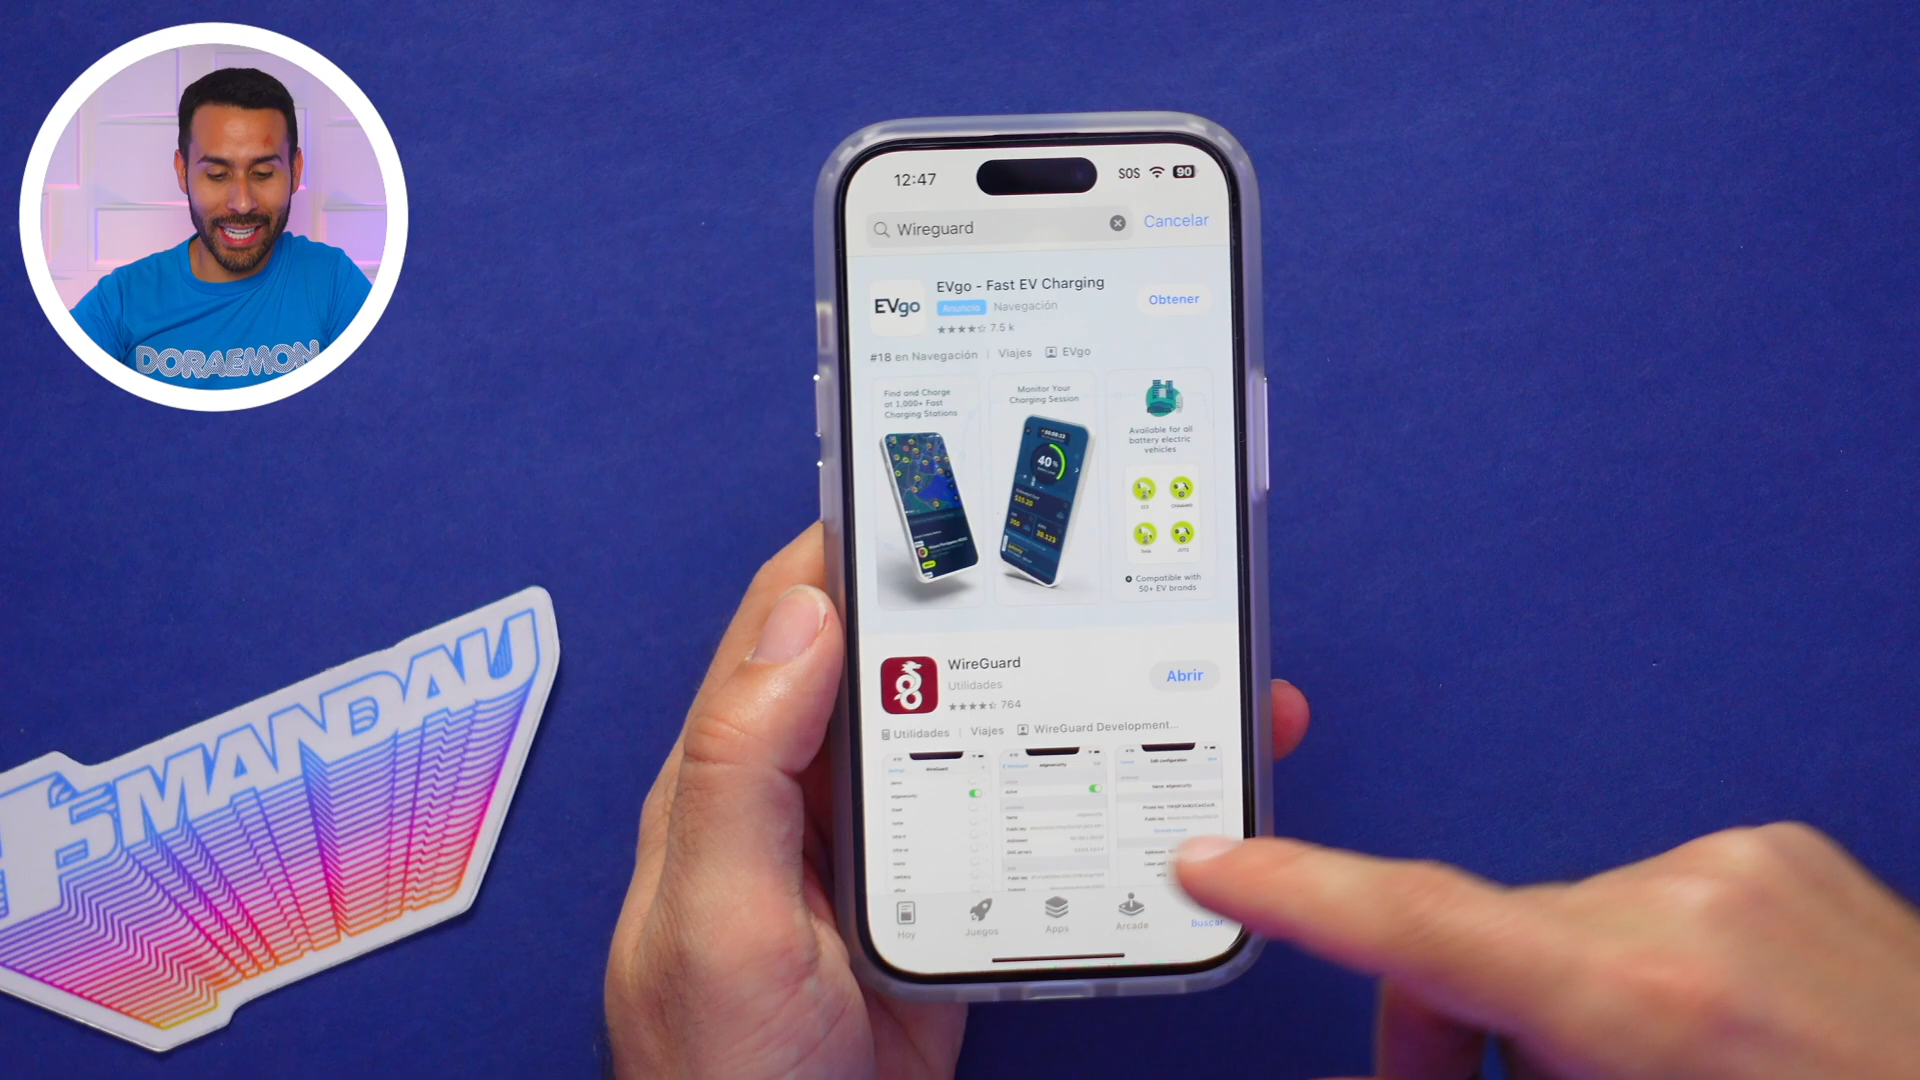 DORAEMON
12:47
SOS
90
Wireguard
Cancelar
EVgo
EVgo - Fast EV Charging
Anuncio
Navegación
7.5 k
Obtener
#18 en Navegación
Viajes
EVgo
Find and Charge
at 1,000+ Fast
Charging Stations
Monitor Your
Charging Session
40%
Available for all
battery electric
vehicles
Compatible with
50+ EV brands
WireGuard
Utilidades
764
Abrir
Utilidades
Viajes
WireGuard Development...
WireGuard
Edit configuration
Hoy
Juegos
Apps
Arcade
Buscar
MANDAU